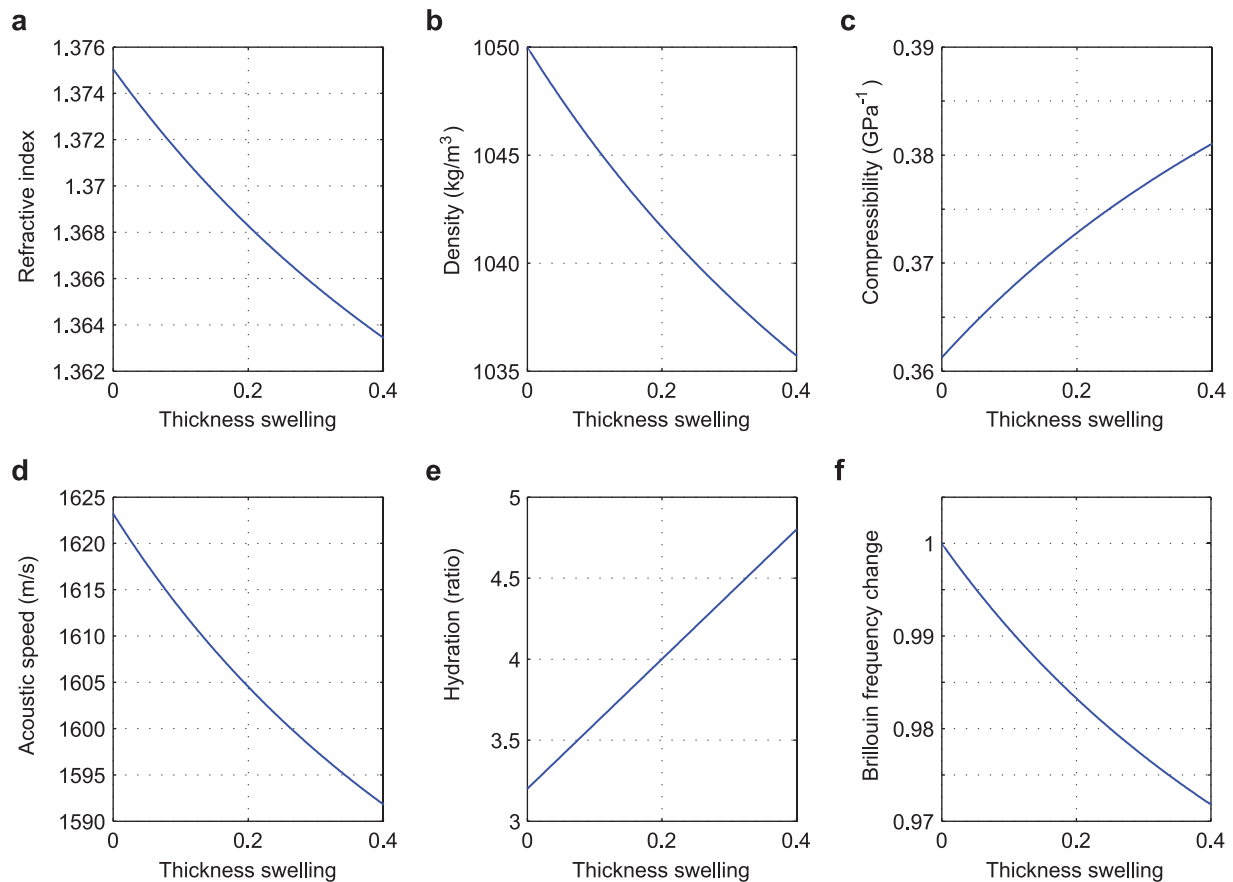 a
Refractive index
1.376
1.374
1.372
1.37
1.368
1.366
1.364
1.362
0
0.2
0.4
Thickness swelling
b
Density (kg/m³)
1050
1045
1040
1035
0
0.2
0.4
Thickness swelling
c
Compressibility (GPa⁻¹)
0.39
0.38
0.37
0.36
0
0.2
0.4
Thickness swelling
d
Acoustic speed (m/s)
1625
1620
1615
1610
1605
1600
1595
1590
0
0.2
0.4
Thickness swelling
e
Hydration (ratio)
5
4.5
4
3.5
3
0
0.2
0.4
Thickness swelling
f
Brillouin frequency change
1
0.99
0.98
0.97
0
0.2
0.4
Thickness swelling